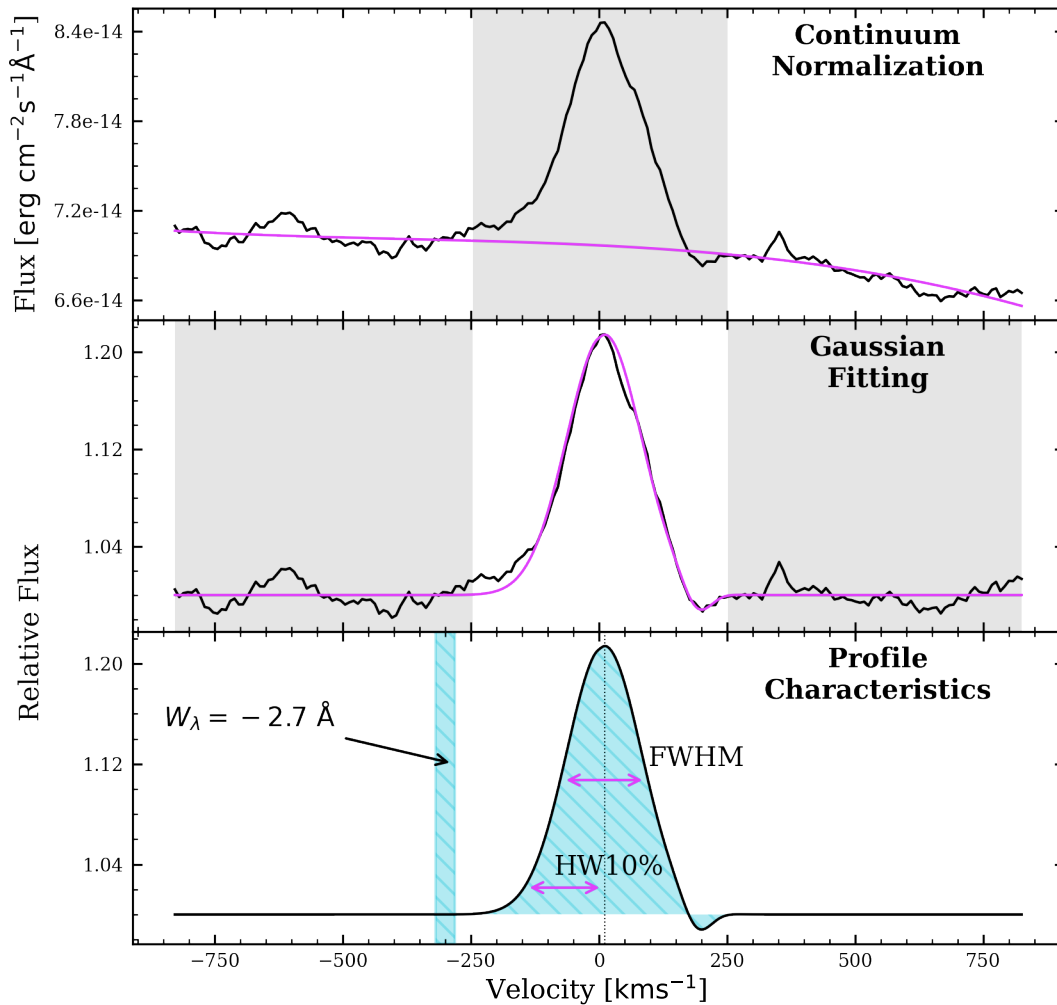 Continuum
Normalization
Flux [erg cm⁻²s⁻¹Å⁻¹]
8.4e-14
7.8e-14
7.2e-14
6.6e-14
Gaussian
Fitting
1.20
1.12
1.04
Relative Flux
Profile
Characteristics
1.20
W_λ = −2.7 Å
1.12
FWHM
1.04
HW10%
−750 −500 −250 0 250 500 750
Velocity [kms⁻¹]